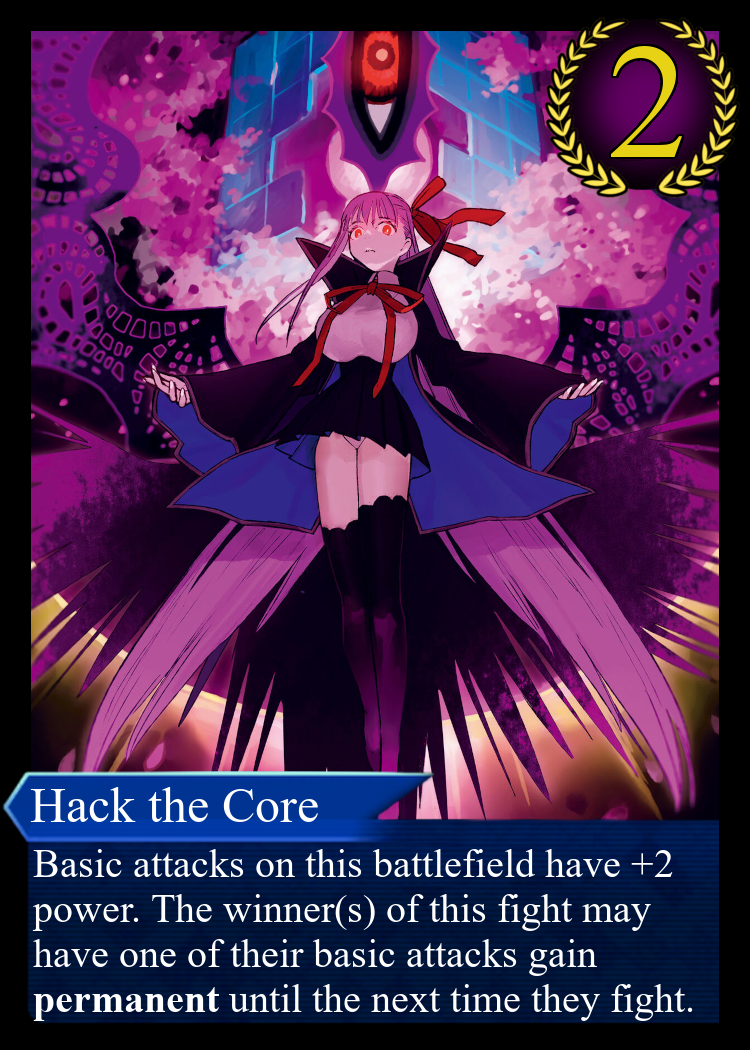 2
Hack the Core
Basic attacks on this battlefield have +2
power. The winner(s) of this fight may
have one of their basic attacks gain
permanent until the next time they fight.